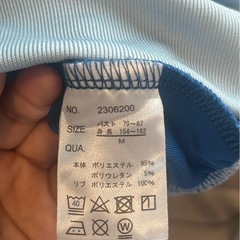 NO. 2306200
SIZE バスト 79~87
身長 154~162
QUA. M
本体 ポリエステル 95%
ポリウレタン 5%
リブ ポリエステル 100%
40